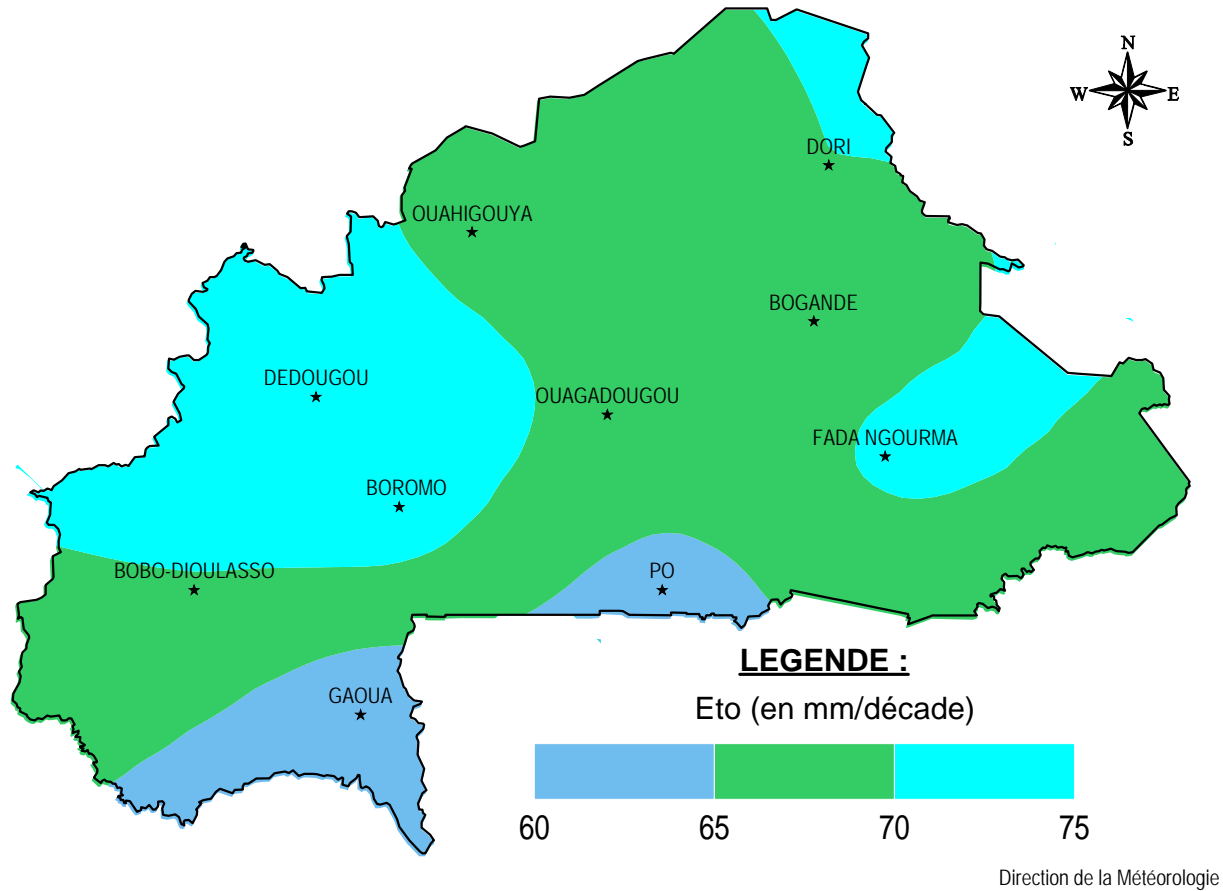 N
W E
S
DORI
OUAHIGOUYA
BOGANDE
DEDOUGOU
OUAGADOUGOU
FADA NGOURMA
BOROMO
BOBO-DIOULASSO
PO
GAOUA
LEGENDE :
Eto (en mm/décade)
60 65 70 75
Direction de la Météorologie